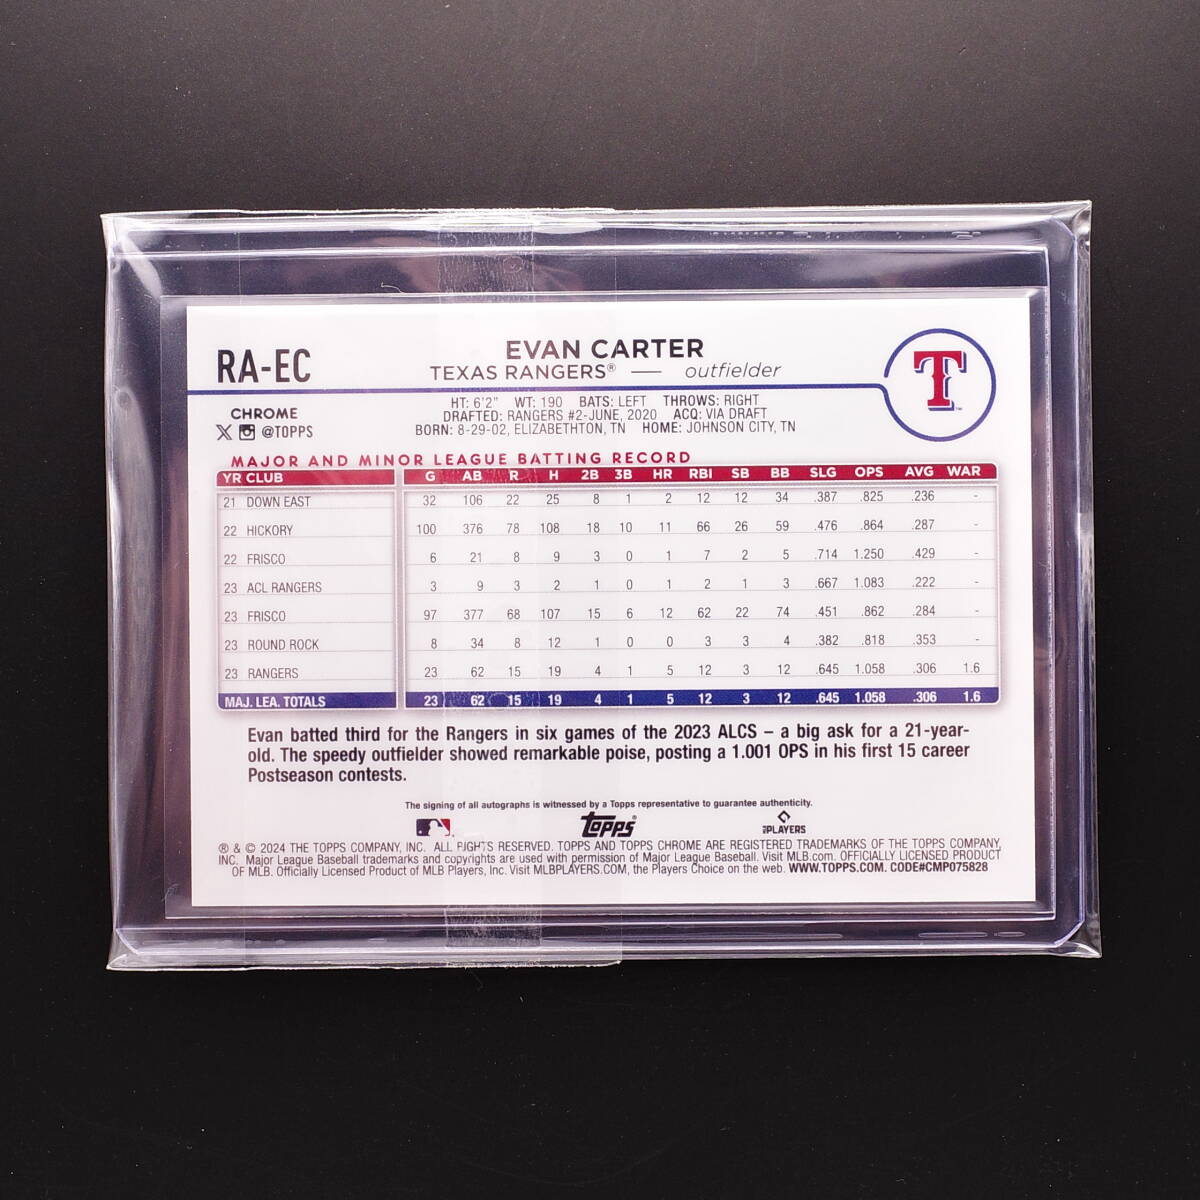 RA-EC
EVAN CARTER
TEXAS RANGERS® — outfielder
T
CHROME
X @TOPPS
HT: 6'2" WT: 190 BATS: LEFT THROWS: RIGHT
DRAFTED: RANGERS #2-JUNE, 2020 ACQ: VIA DRAFT
BORN: 8-29-02, ELIZABETHTON, TN HOME: JOHNSON CITY, TN
MAJOR AND MINOR LEAGUE BATTING RECORD
YR CLUB G AB R H 2B 3B HR RBI SB BB SLG OPS AVG WAR
21 DOWN EAST 32 106 22 25 8 1 2 12 12 34 .387 .825 .236 -
22 HICKORY 100 376 78 108 18 10 11 66 26 59 .476 .864 .287 -
22 FRISCO 6 21 8 9 3 0 1 7 2 5 .714 1.250 .429 -
23 ACL RANGERS 3 9 3 2 1 0 1 2 1 3 .667 1.083 .222 -
23 FRISCO 97 377 68 107 15 6 12 62 22 74 .451 .862 .284 -
23 ROUND ROCK 8 34 8 12 1 0 0 3 3 4 .382 .818 .353 -
23 RANGERS 23 62 15 19 4 1 5 12 3 12 .645 1.058 .306 1.6
MAJ. LEA. TOTALS 23 62 15 19 4 1 5 12 3 12 .645 1.058 .306 1.6
Evan batted third for the Rangers in six games of the 2023 ALCS – a big ask for a 21-year-
old. The speedy outfielder showed remarkable poise, posting a 1.001 OPS in his first 15 career
Postseason contests.
The signing of all autographs is witnessed by a Topps representative to guarantee authenticity.
Topps
PLAYERS
® & © 2024 THE TOPPS COMPANY, INC. ALL RIGHTS RESERVED. TOPPS AND TOPPS CHROME ARE REGISTERED TRADEMARKS OF THE TOPPS COMPANY,
INC. Major League Baseball trademarks and copyrights are used with permission of Major League Baseball. Visit MLB.com. OFFICIALLY LICENSED PRODUCT
OF MLB. Officially Licensed Product of MLB Players, Inc. Visit MLBPLAYERS.COM, the Players Choice on the web. WWW.TOPPS.COM. CODE#CMP075828